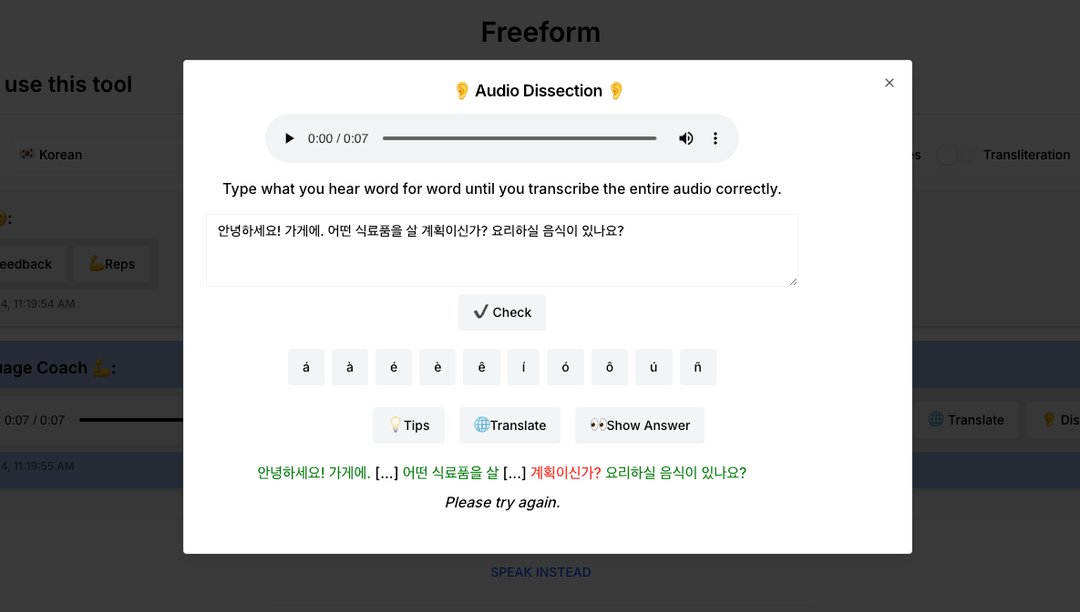 Freeform
use this tool
👂 Audio Dissection 👂
0:00 / 0:07
Korean
es
Transliteration
Type what you hear word for word until you transcribe the entire audio correctly.
:
안녕하세요! 가게에. 어떤 식료품을 살 계획이신가? 요리하실 음식이 있나요?
eedback
💪Reps
4, 11:19:54 AM
✔ Check
uage Coach 💪:
á à é è ê í ó ô ú ñ
0:07 / 0:07
💡Tips
🌐Translate
👀Show Answer
🌐 Translate
👂 Dis
4, 11:19:55 AM
안녕하세요! 가게에. [...] 어떤 식료품을 살 [...] 계획이신가? 요리하실 음식이 있나요?
Please try again.
SPEAK INSTEAD